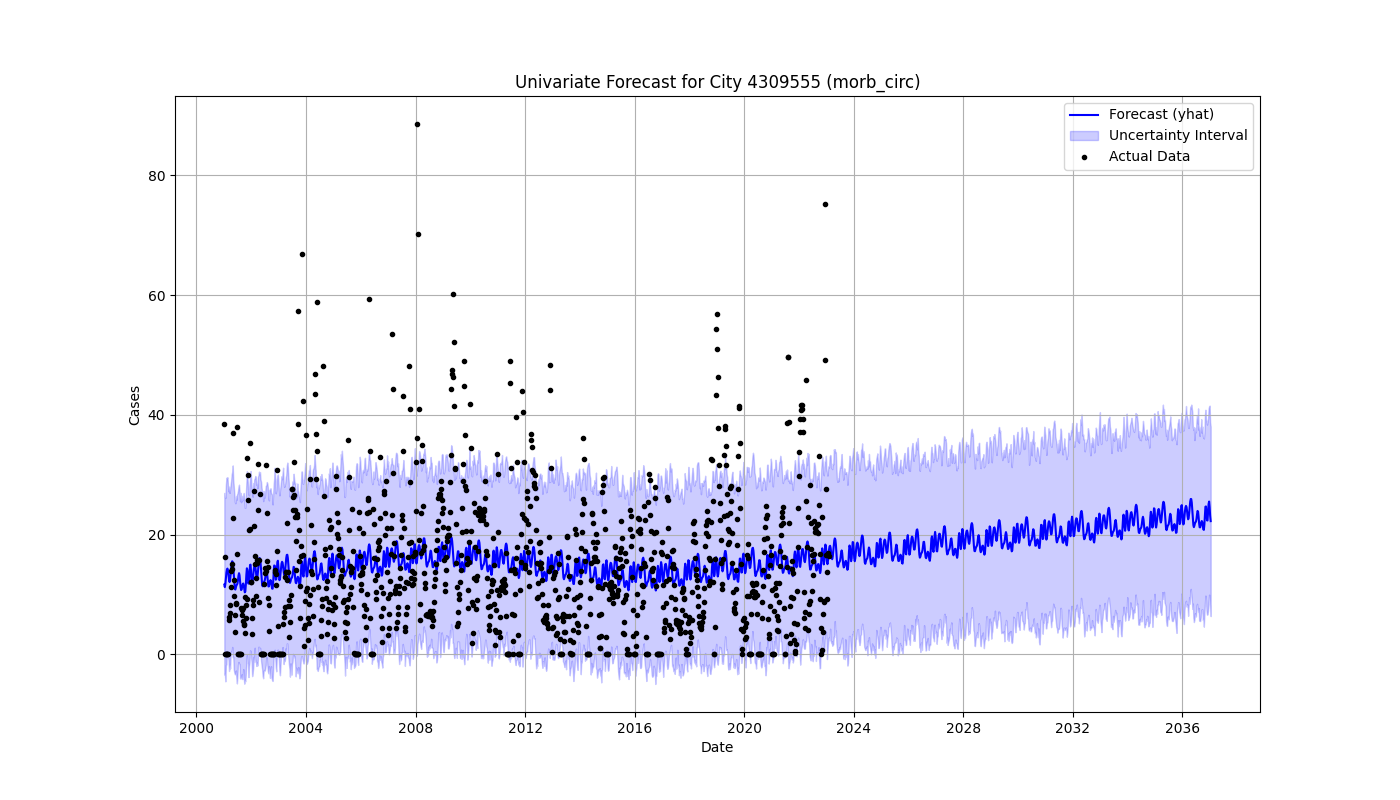 Univariate Forecast for City 4309555 (morb_circ)
Forecast (yhat)
Uncertainty Interval
Actual Data
Cases
80
60
40
20
0
2000 2004 2008 2012 2016 2020 2024 2028 2032 2036
Date